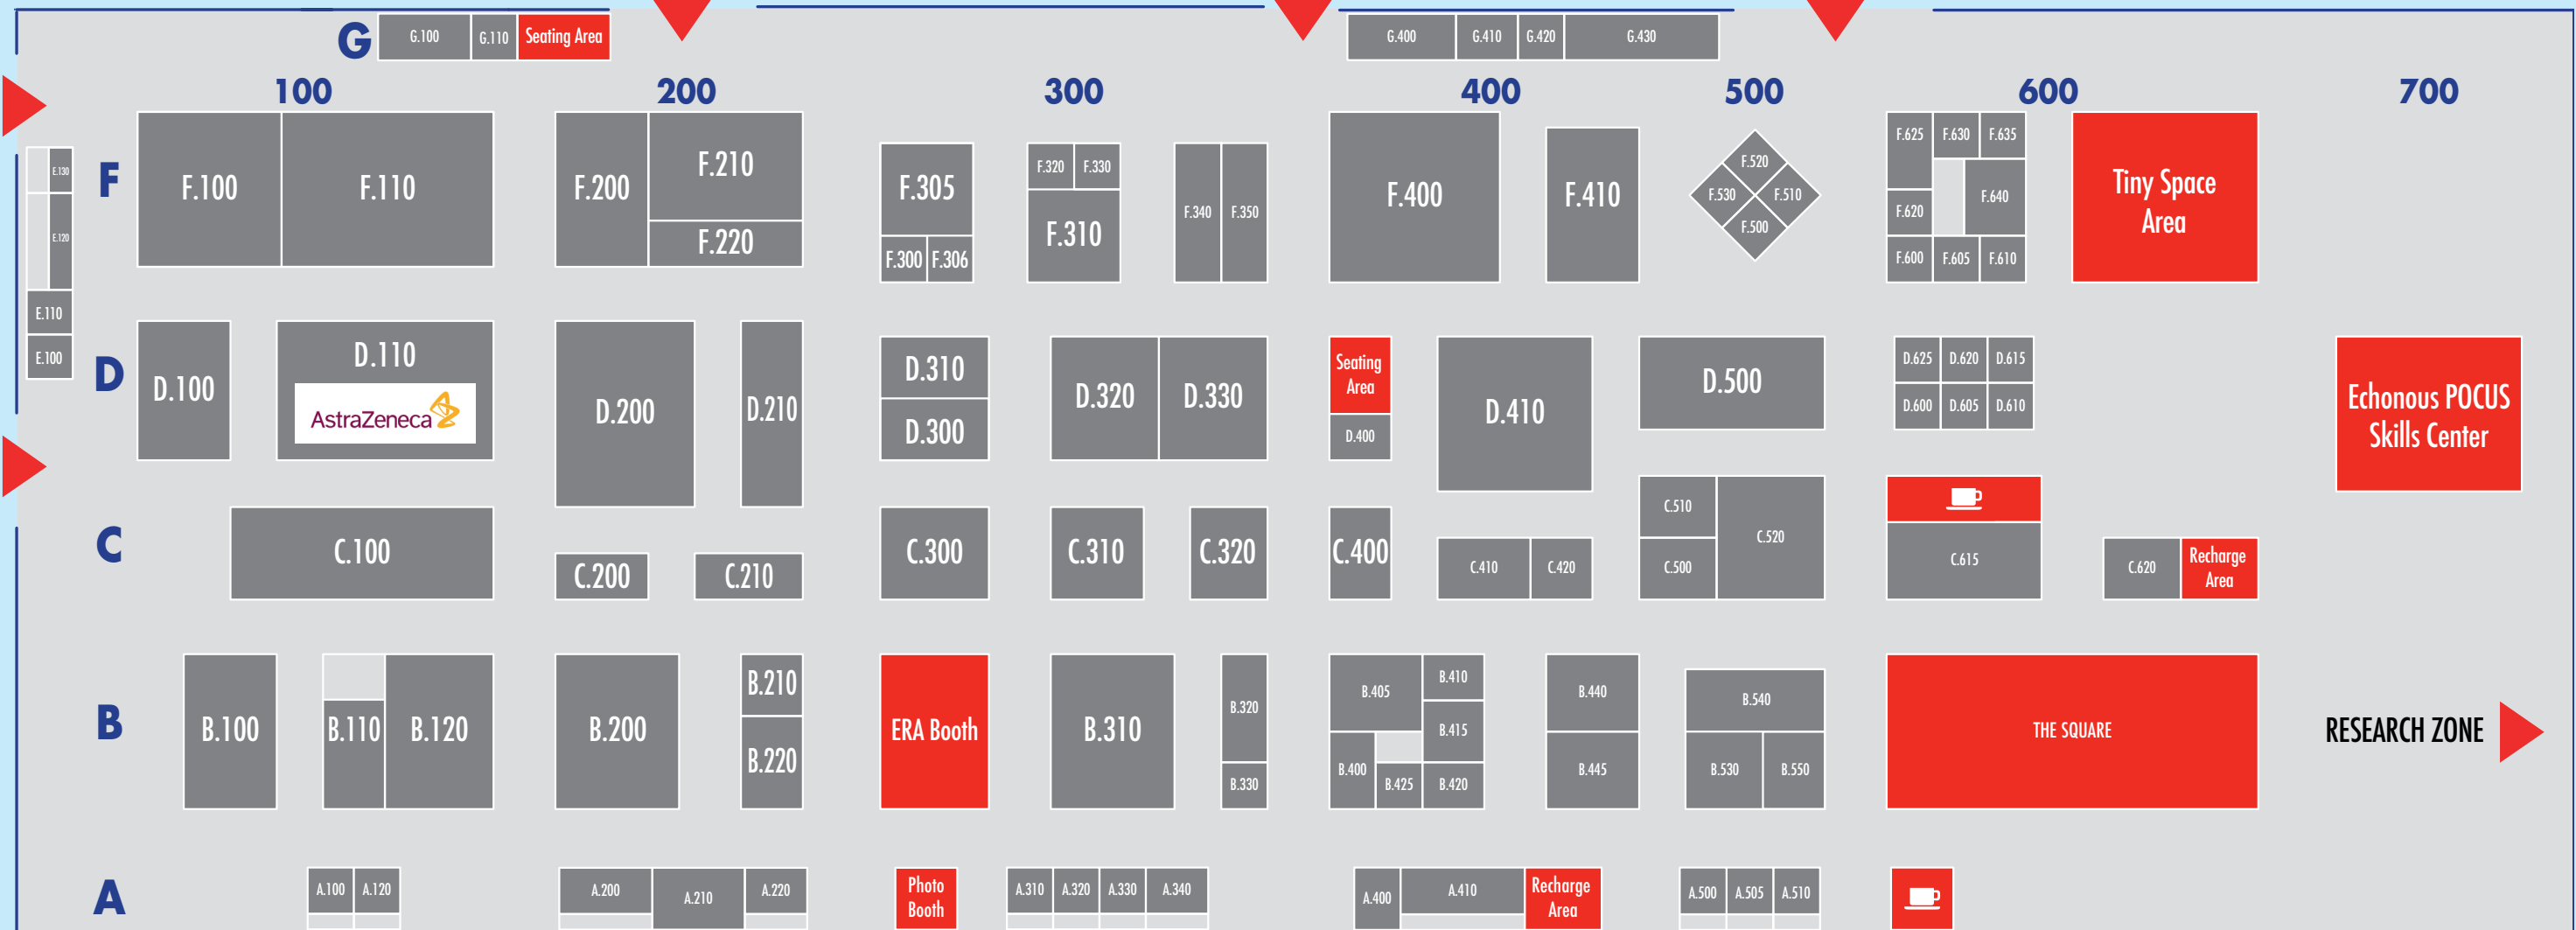 G
G.100
G.110
Seating Area
G.400
G.410
G.420
G.430
100
200
300
400
500
600
700
F
E.130
E.120
E.110
E.100
F.100
F.110
F.200
F.210
F.220
F.305
F.300
F.306
F.320
F.330
F.310
F.340
F.350
F.400
F.410
F.520
F.530
F.510
F.500
F.625
F.630
F.635
F.620
F.640
F.600
F.605
F.610
Tiny Space
Area
D
D.100
D.110
AstraZeneca
D.200
D.210
D.310
D.300
D.320
D.330
Seating
Area
D.400
D.410
D.500
D.625
D.620
D.615
D.600
D.605
D.610
Echonous POCUS
Skills Center
C
C.100
C.200
C.210
C.300
C.310
C.320
C.400
C.410
C.420
C.510
C.500
C.520
C.615
C.620
Recharge
Area
B
B.100
B.110
B.120
B.200
B.210
B.220
ERA Booth
B.310
B.320
B.330
B.405
B.410
B.415
B.400
B.425
B.420
B.440
B.445
B.540
B.530
B.550
THE SQUARE
RESEARCH ZONE
A
A.100
A.120
A.200
A.210
A.220
Photo
Booth
A.310
A.320
A.330
A.340
A.400
A.410
Recharge
Area
A.500
A.505
A.510